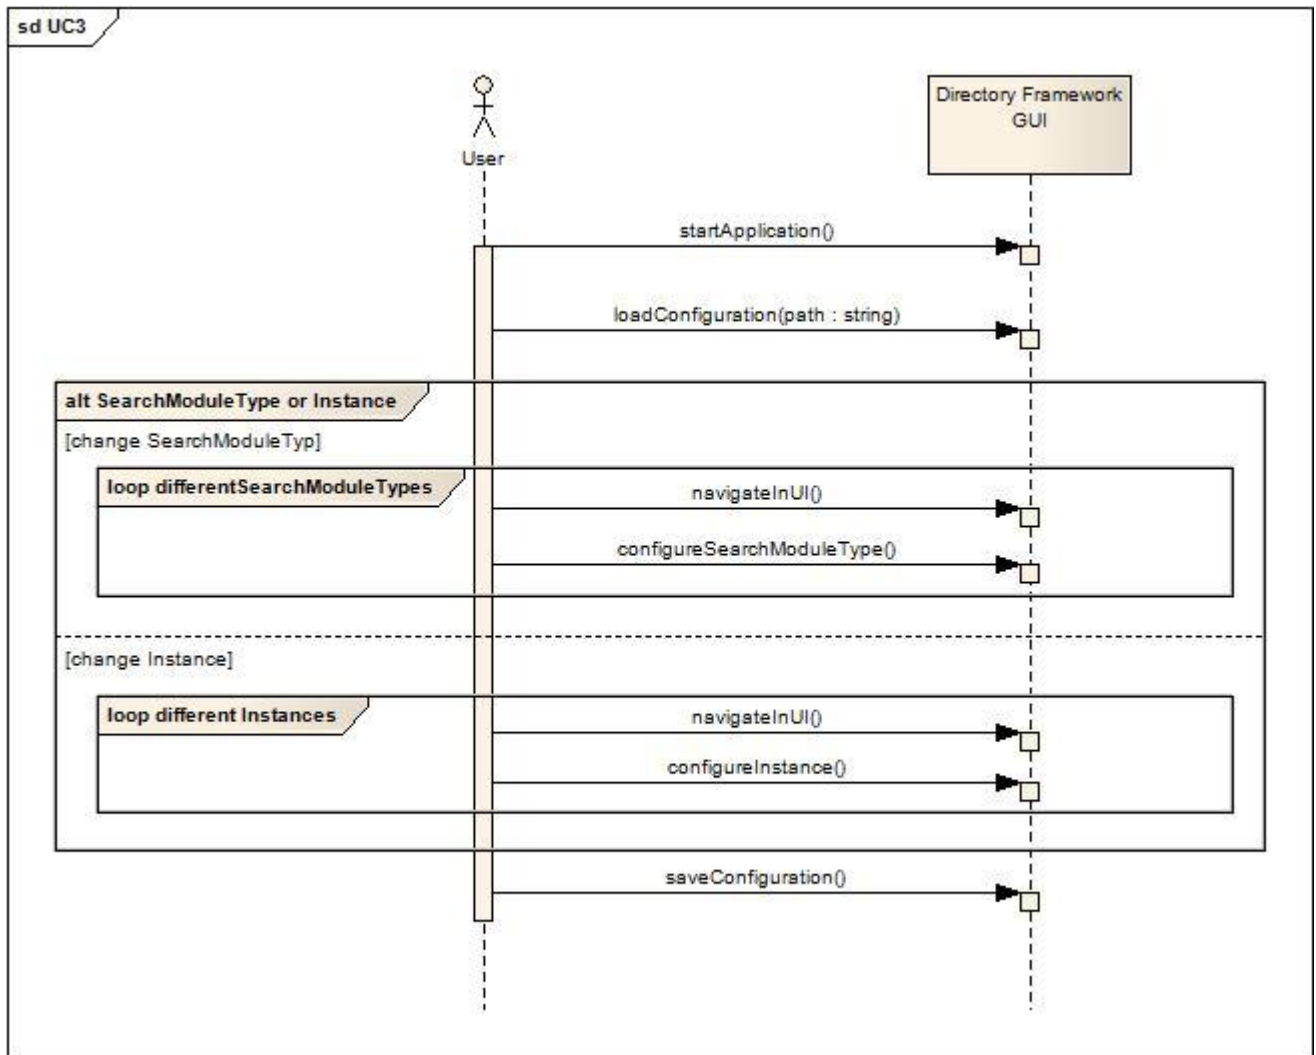 sd UC3
Directory Framework
GUI
User
startApplication()
loadConfiguration(path : string)
alt SearchModuleType or Instance
[change SearchModuleTyp]
loop differentSearchModuleTypes
navigateInUI()
configureSearchModuleType()
[change Instance]
loop different Instances
navigateInUI()
configureInstance()
saveConfiguration()